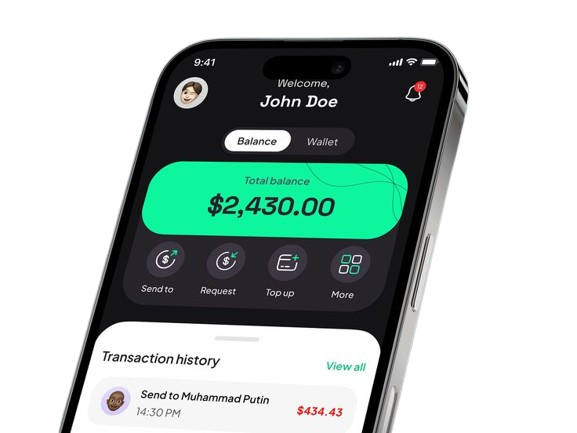 9:41
Welcome,
John Doe
12
Balance Wallet
Total balance
$2,430.00
Send to Request Top up More
Transaction history View all
Send to Muhammad Putin
14:30 PM $434.43